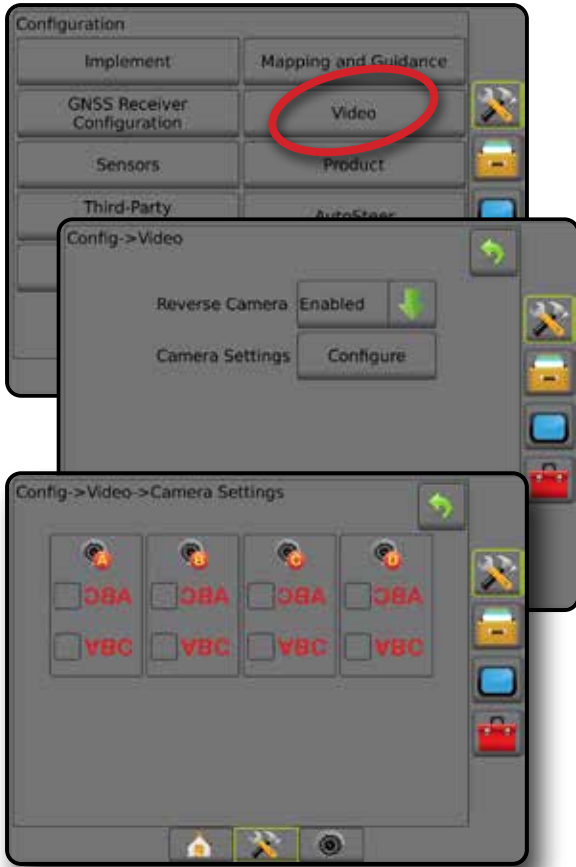 Configuration
Implement
Mapping and Guidance
GNSS Receiver
Configuration
Video
Sensors
Product
Third-Party
AutoSteer
Config->Video
Reverse Camera Enabled
Camera Settings Configure
Config->Video->Camera Settings
A B C D
ABC ABC ABC ABC
ABC ABC ABC ABC